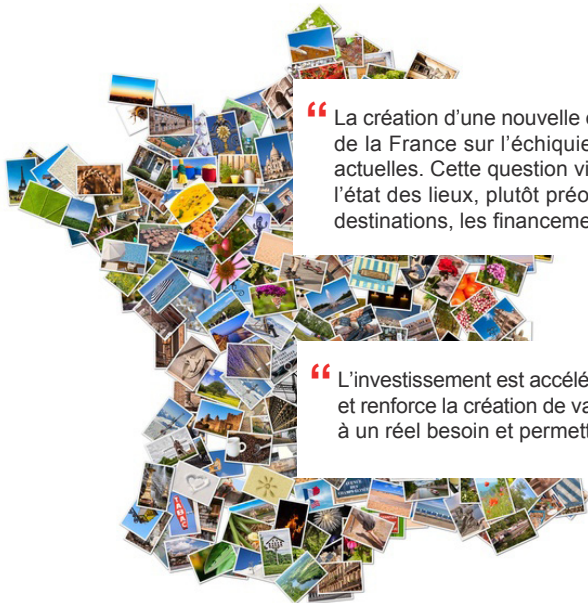 “ La création d’une nouvelle
de la France sur l’échiquie
actuelles. Cette question vi
l’état des lieux, plutôt préo
destinations, les financeme
“ L’investissement est accélé
et renforce la création de va
à un réel besoin et permett
TABAC